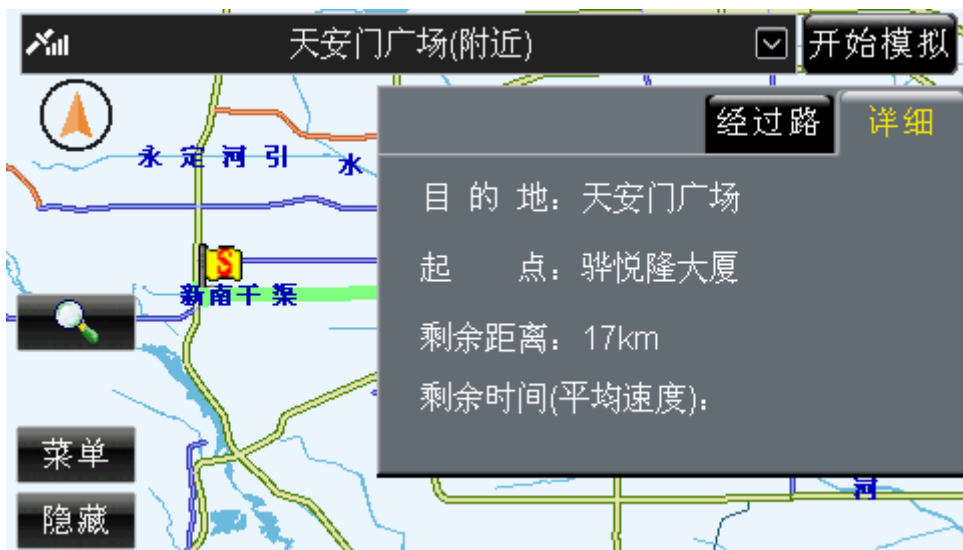 天安门广场(附近)
开始模拟
经过路
详细
永定河引水
目的地：天安门广场
S
起点：骅悦隆大厦
新南干渠
剩余距离：17km
剩余时间(平均速度)：
菜单
河
隐藏